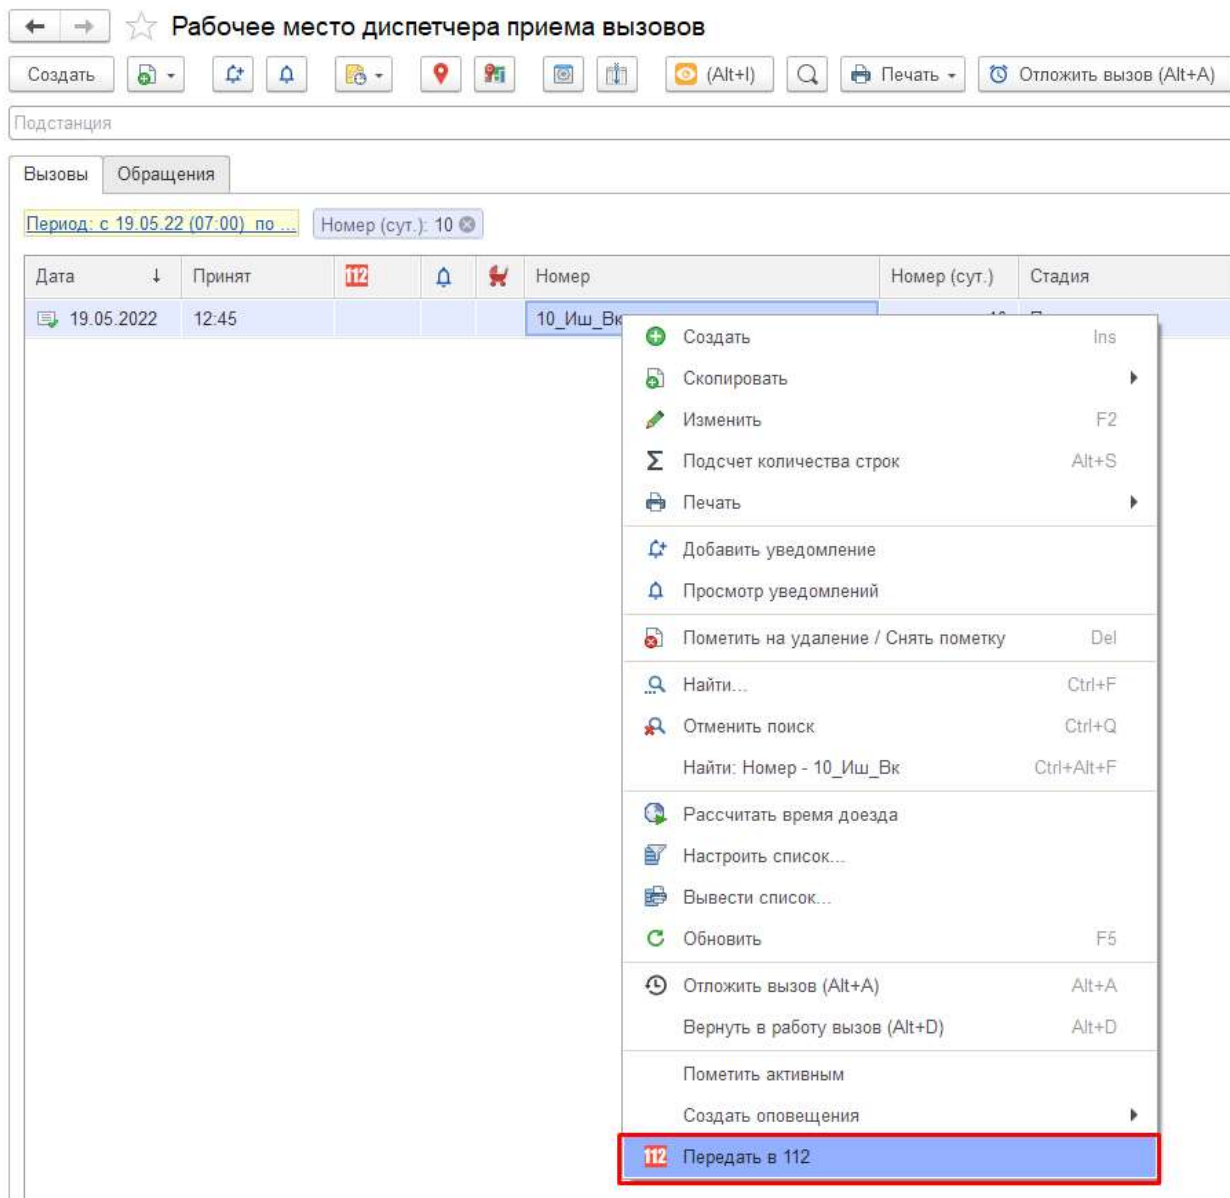 Рабочее место диспетчера приема вызовов
Создать (Alt+I) Печать Отложить вызов (Alt+A)
Подстанция
Вызовы Обращения
Период: с 19.05.22 (07:00) по ... Номер (сут.): 10
Дата ↓ Принят 112 Номер Номер (сут.) Стадия
19.05.2022 12:45 10_Иш_Вк
Создать Ins
Скопировать
Изменить F2
Подсчет количества строк Alt+S
Печать
Добавить уведомление
Просмотр уведомлений
Пометить на удаление / Снять пометку Del
Найти... Ctrl+F
Отменить поиск Ctrl+Q
Найти: Номер - 10_Иш_Вк Ctrl+Alt+F
Рассчитать время доезда
Настроить список...
Вывести список...
Обновить F5
Отложить вызов (Alt+A) Alt+A
Вернуть в работу вызов (Alt+D) Alt+D
Пометить активным
Создать оповещения
112 Передать в 112